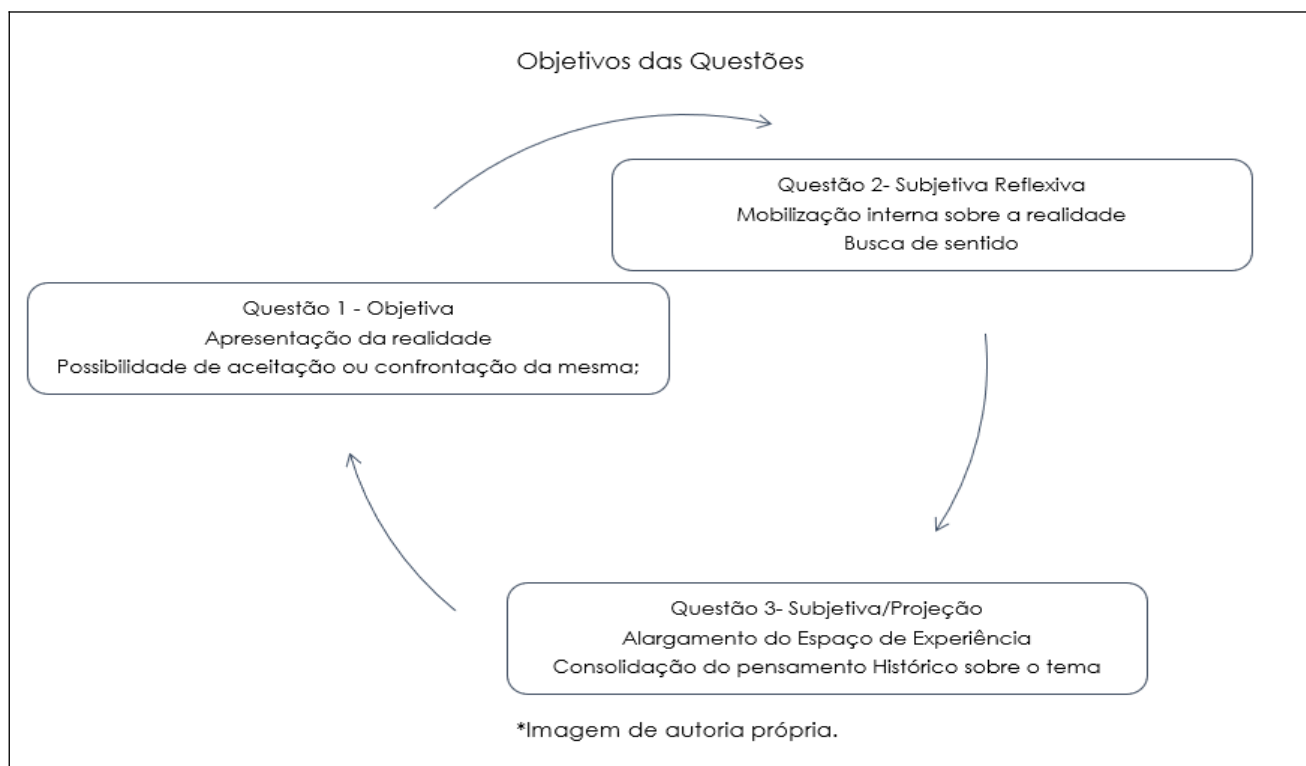 Objetivos das Questões
Questão 1 - Objetiva
Apresentação da realidade
Possibilidade de aceitação ou confrontação da mesma;
Questão 2- Subjetiva Reflexiva
Mobilização interna sobre a realidade
Busca de sentido
Questão 3- Subjetiva/Projeção
Alargamento do Espaço de Experiência
Consolidação do pensamento Histórico sobre o tema
*Imagem de autoria própria.